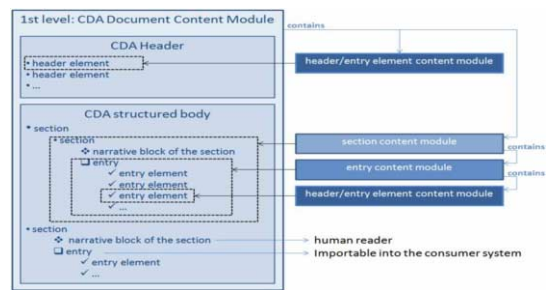 1st level: CDA Document Content Module
contains
CDA Header
• header element
header/entry element content module
• header element
• ...
CDA structured body
• section
• section
section content module
❖ narrative block of the section
contains
❑ entry
entry content module
✓ entry element
contains
✓ entry element
✓ entry element
header/entry element content module
✓ ...
• section
❖ narrative block of the section
human reader
❑ entry
Importable into the consumer system
✓ entry element
✓ ...